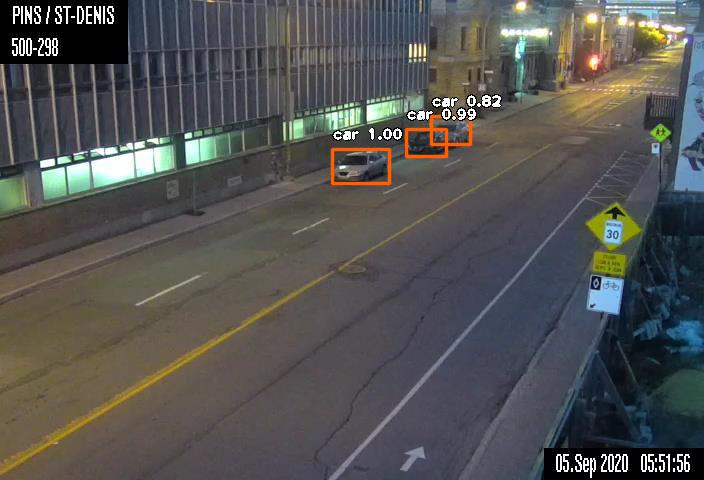 PINS / ST-DENIS
500-298
car 0.82
car 0.99
car 1.00
MAXIMUM
30
05.Sep 2020 05:51:56